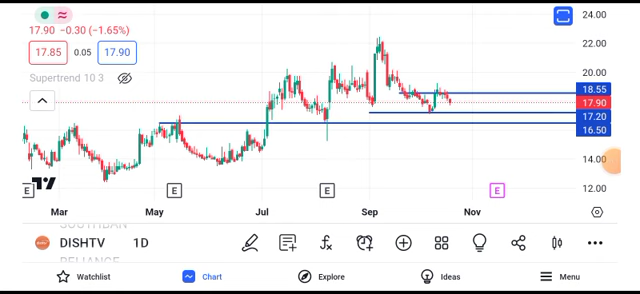 24.00
17.90 −0.30 (−1.65%)
22.00
17.85 0.05 17.90
Supertrend 10 3
20.00
18.55
17.90
17.20
16.50
14.00
12.00
E E E E
Mar May Jul Sep Nov
SOUTHBAN
DISHTV 1D
RELIANCE
Watchlist Chart Explore Ideas Menu